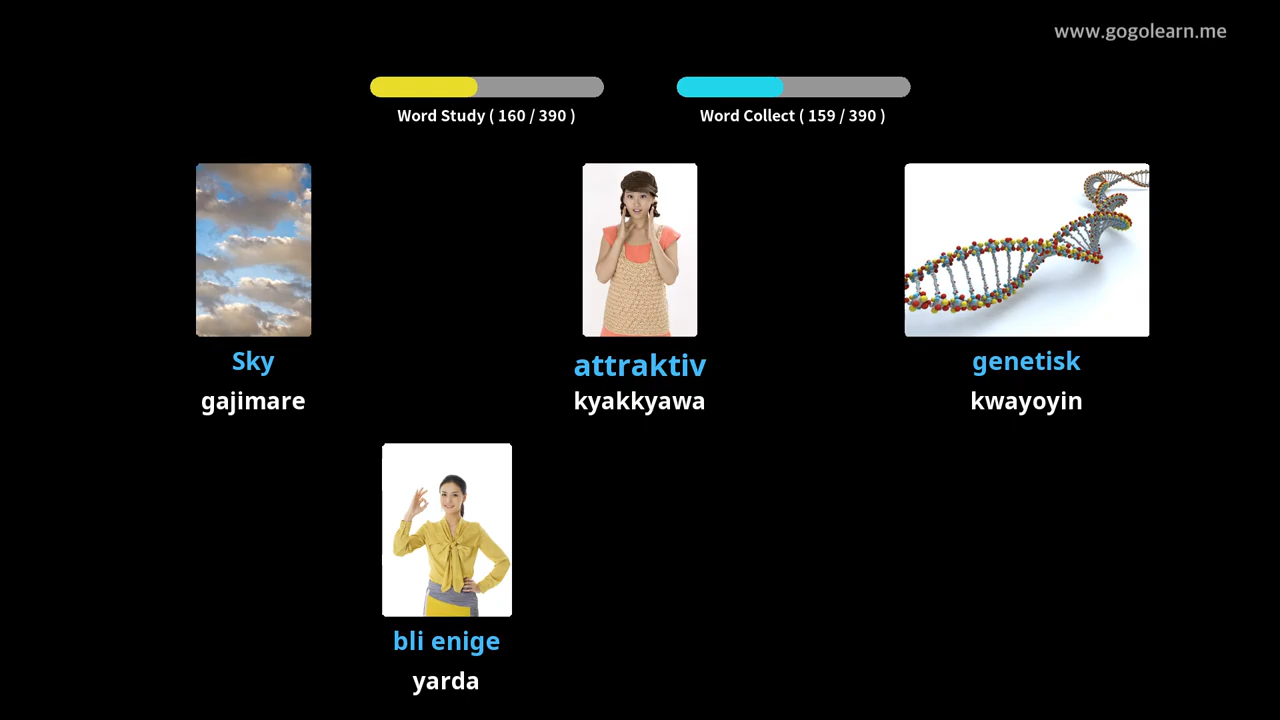 www.gogolearn.me
Word Study ( 160 / 390 )
Word Collect ( 159 / 390 )
Sky
attraktiv
genetisk
gajimare
kyakkyawa
kwayoyin
bli enige
yarda